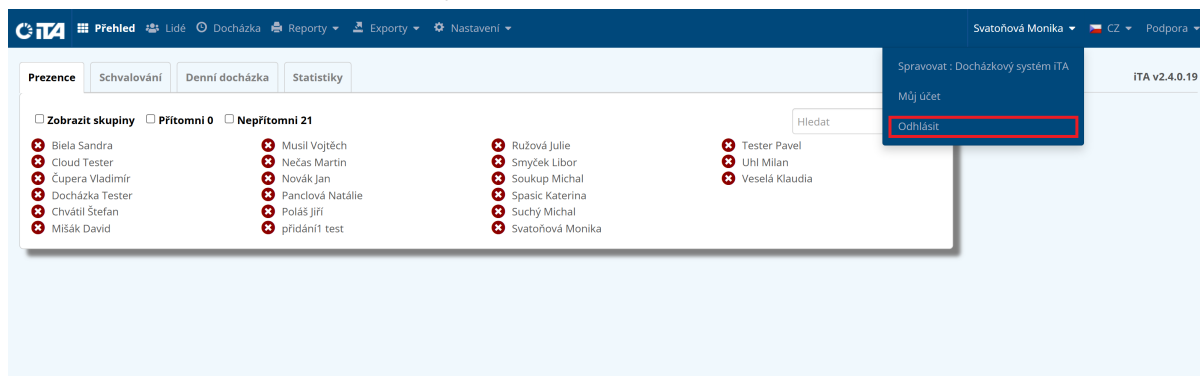 iTA Přehled Lidé Docházka Reporty Exporty Nastavení Svatoňová Monika CZ Podpora
Spravovat : Docházkový systém iTA
Můj účet
Odhlásit
Prezence Schvalování Denní docházka Statistiky iTA v2.4.0.19
Zobrazit skupiny Přítomni 0 Nepřítomni 21 Hledat
Biela Sandra Musil Vojtěch Ružová Julie Tester Pavel
Cloud Tester Nečas Martin Smyček Libor Uhl Milan
Čupera Vladimír Novák Jan Soukup Michal Veselá Klaudia
Docházka Tester Panclová Natálie Spasic Katerina
Chvátil Štefan Poláš Jiří Suchý Michal
Mišák David přidání1 test Svatoňová Monika